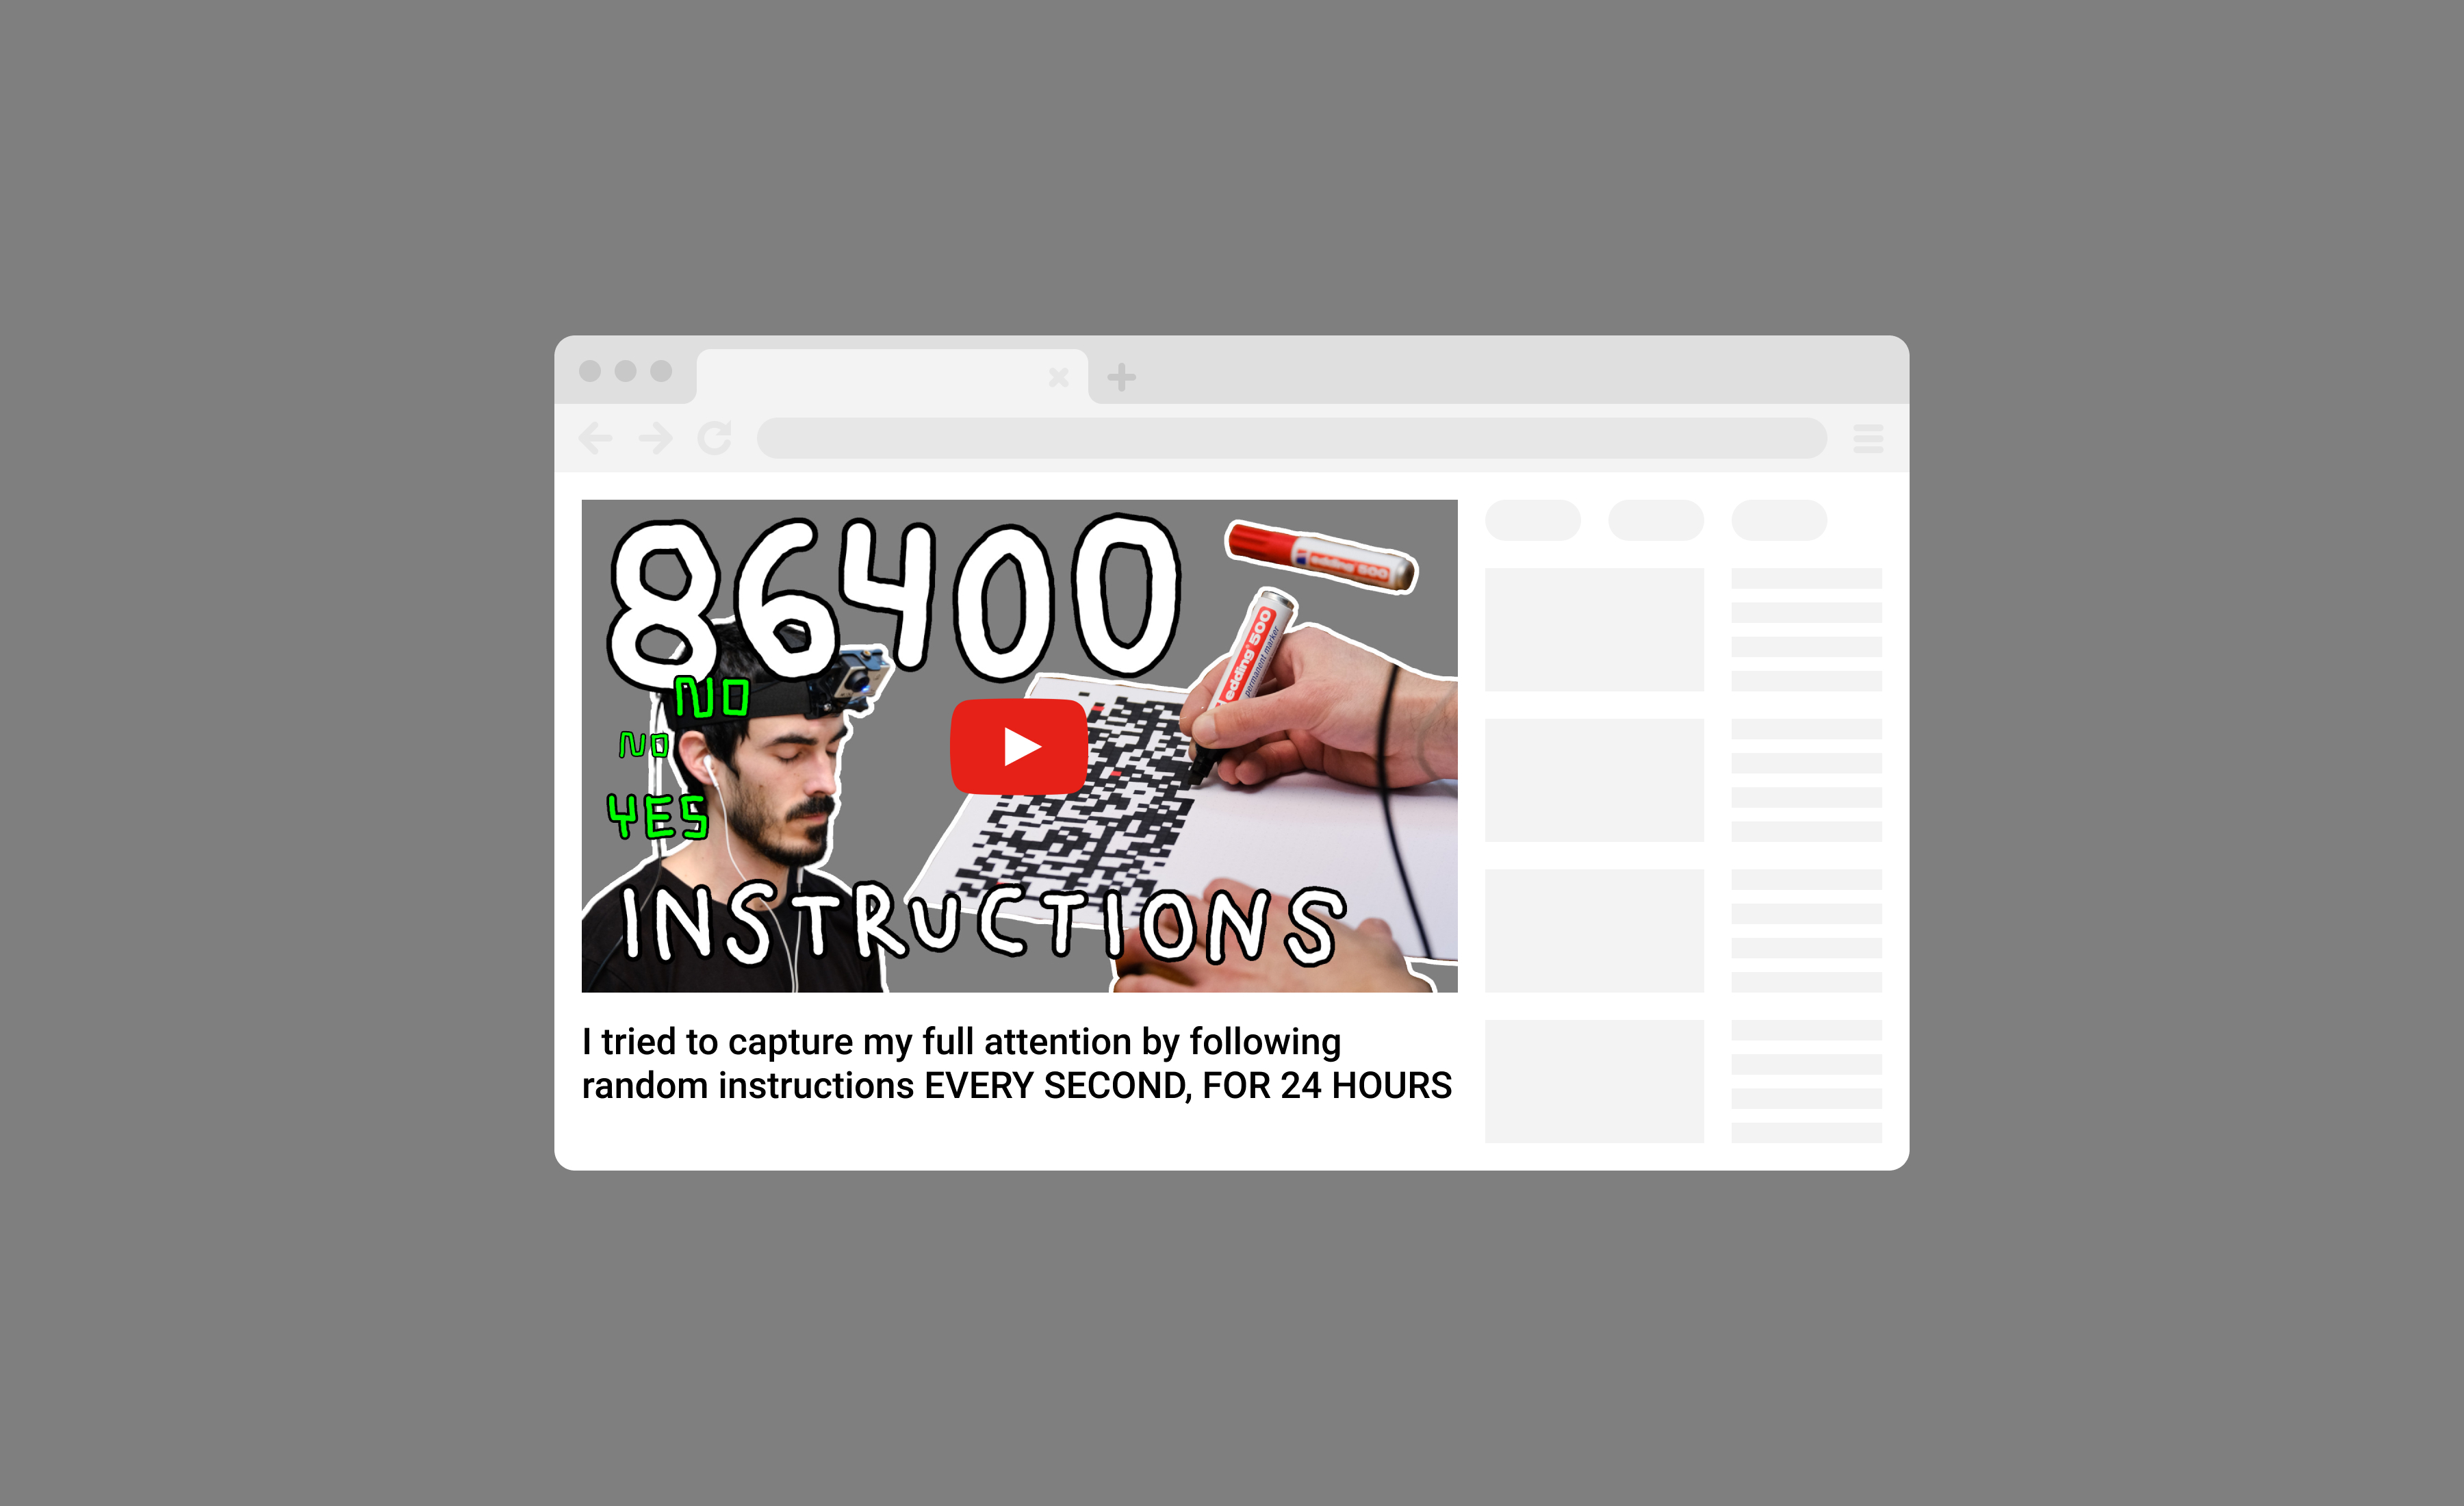 86400
edding 500
edding 500
permanent marker
NO
NO
YES
INSTRUCTIONS
I tried to capture my full attention by following
random instructions EVERY SECOND, FOR 24 HOURS